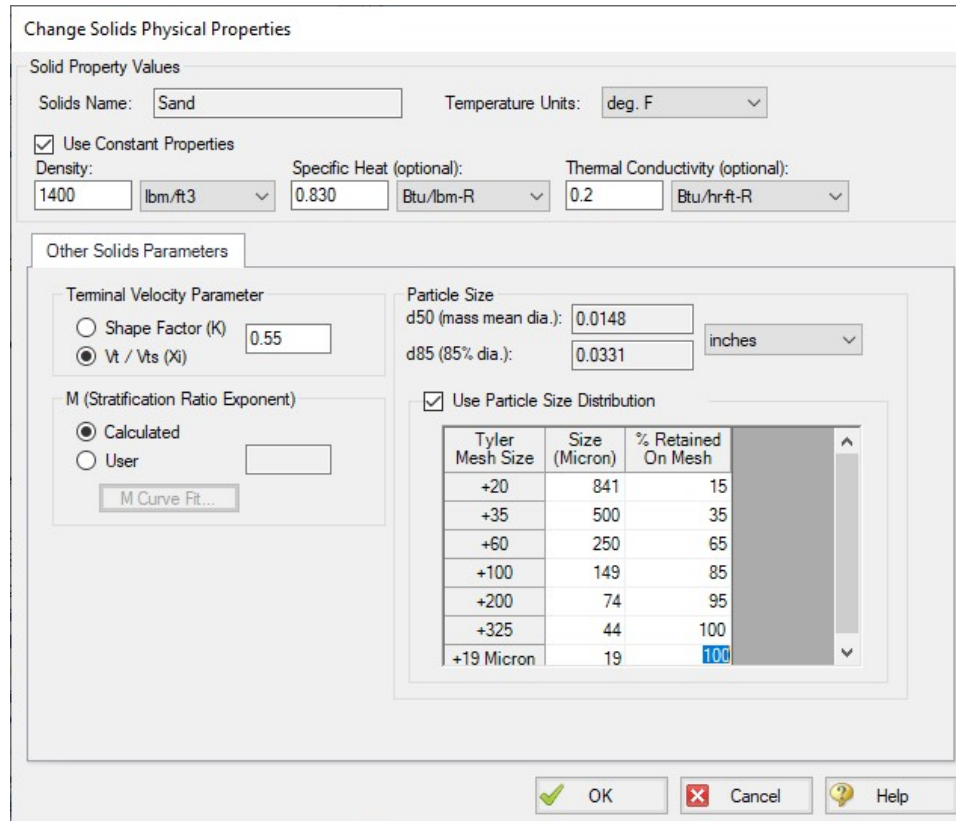 Change Solids Physical Properties
Solid Property Values
Solids Name: Sand Temperature Units: deg. F
Use Constant Properties
Density: Specific Heat (optional): Thermal Conductivity (optional):
1400 lbm/ft3 0.830 Btu/lbm-R 0.2 Btu/hr-ft-R
Other Solids Parameters
Terminal Velocity Parameter
Shape Factor (K)
Vt / Vts (Xi)
0.55
M (Stratification Ratio Exponent)
Calculated
User
M Curve Fit...
Particle Size
d50 (mass mean dia.): 0.0148
d85 (85% dia.): 0.0331
inches
Use Particle Size Distribution
Tyler Size % Retained
Mesh Size (Micron) On Mesh
+20 841 15
+35 500 35
+60 250 65
+100 149 85
+200 74 95
+325 44 100
+19 Micron 19 100
OK Cancel Help